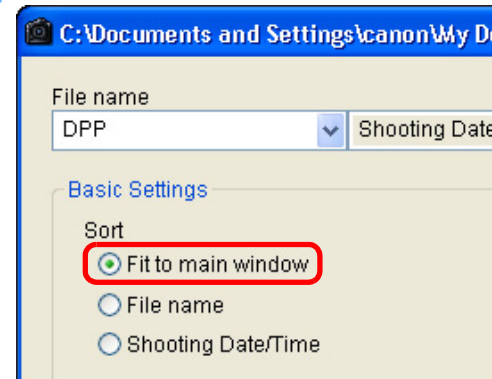 C:\Documents and Settings\canon\My D
File name
DPP Shooting Date
Basic Settings
Sort
Fit to main window
File name
Shooting Date/Time